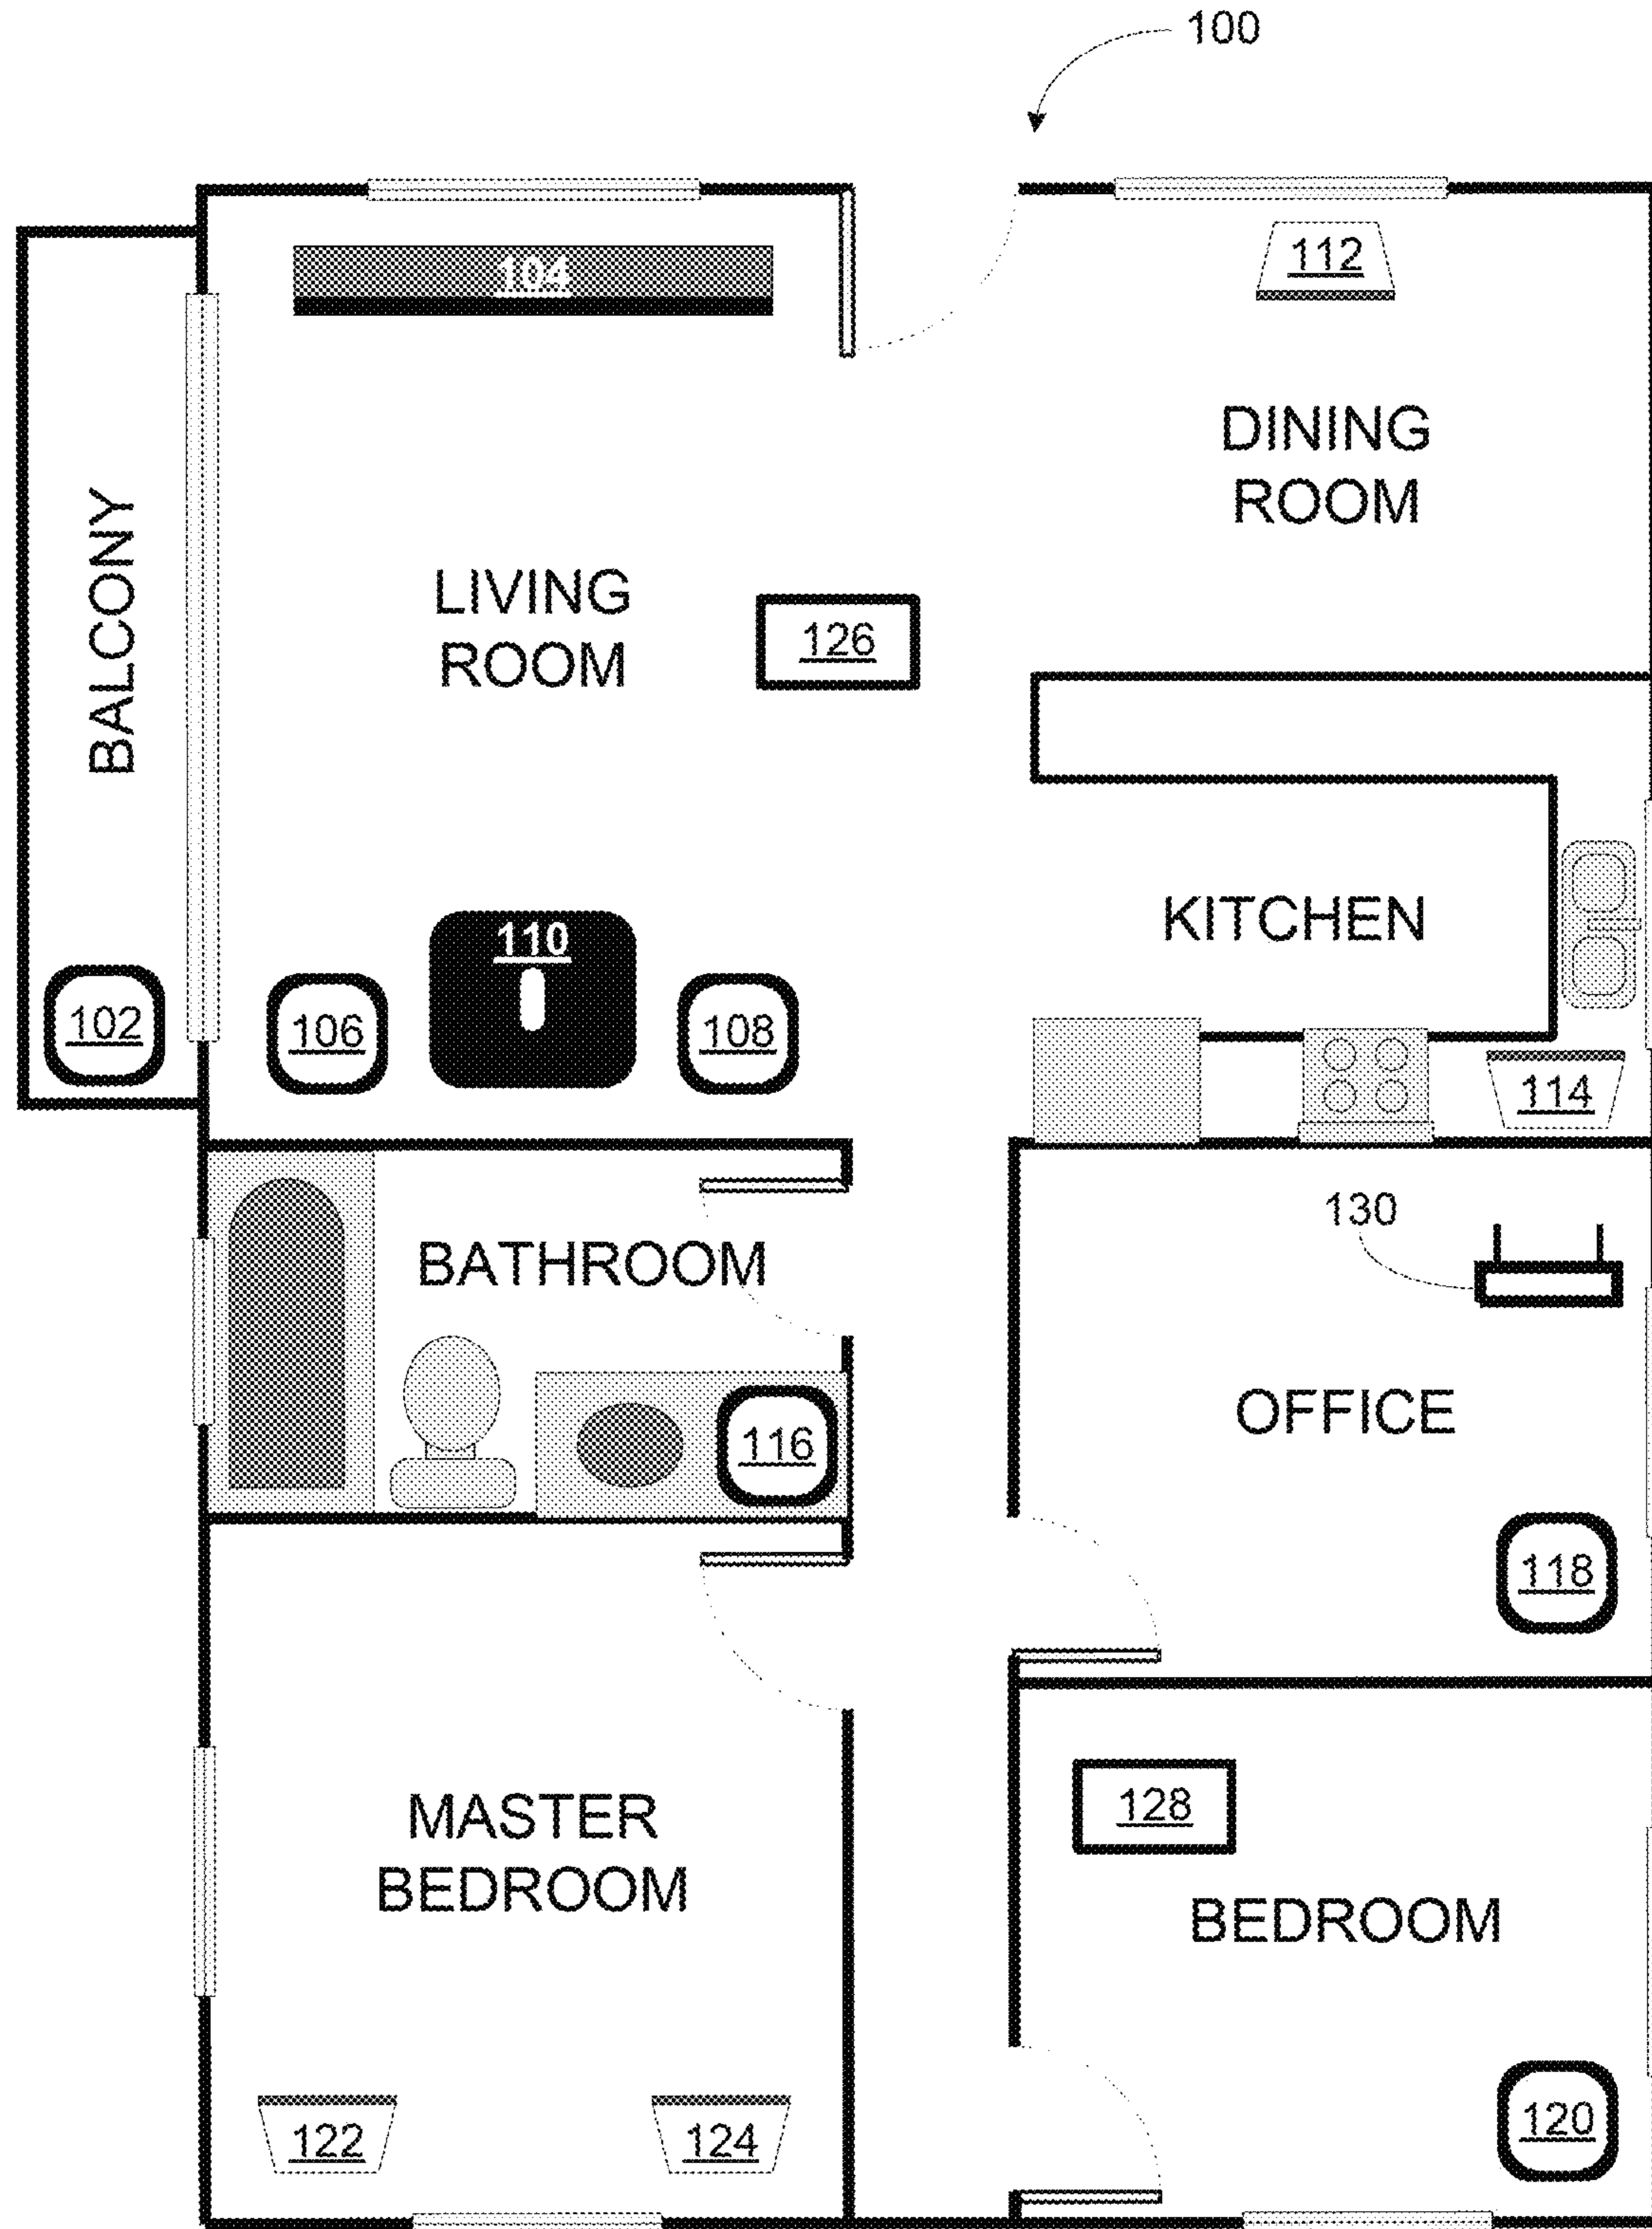 100
104
112
DINING
ROOM
BALCONY
LIVING
ROOM
126
KITCHEN
110
102
106
108
114
130
BATHROOM
OFFICE
116
118
128
MASTER
BEDROOM
BEDROOM
122
124
120